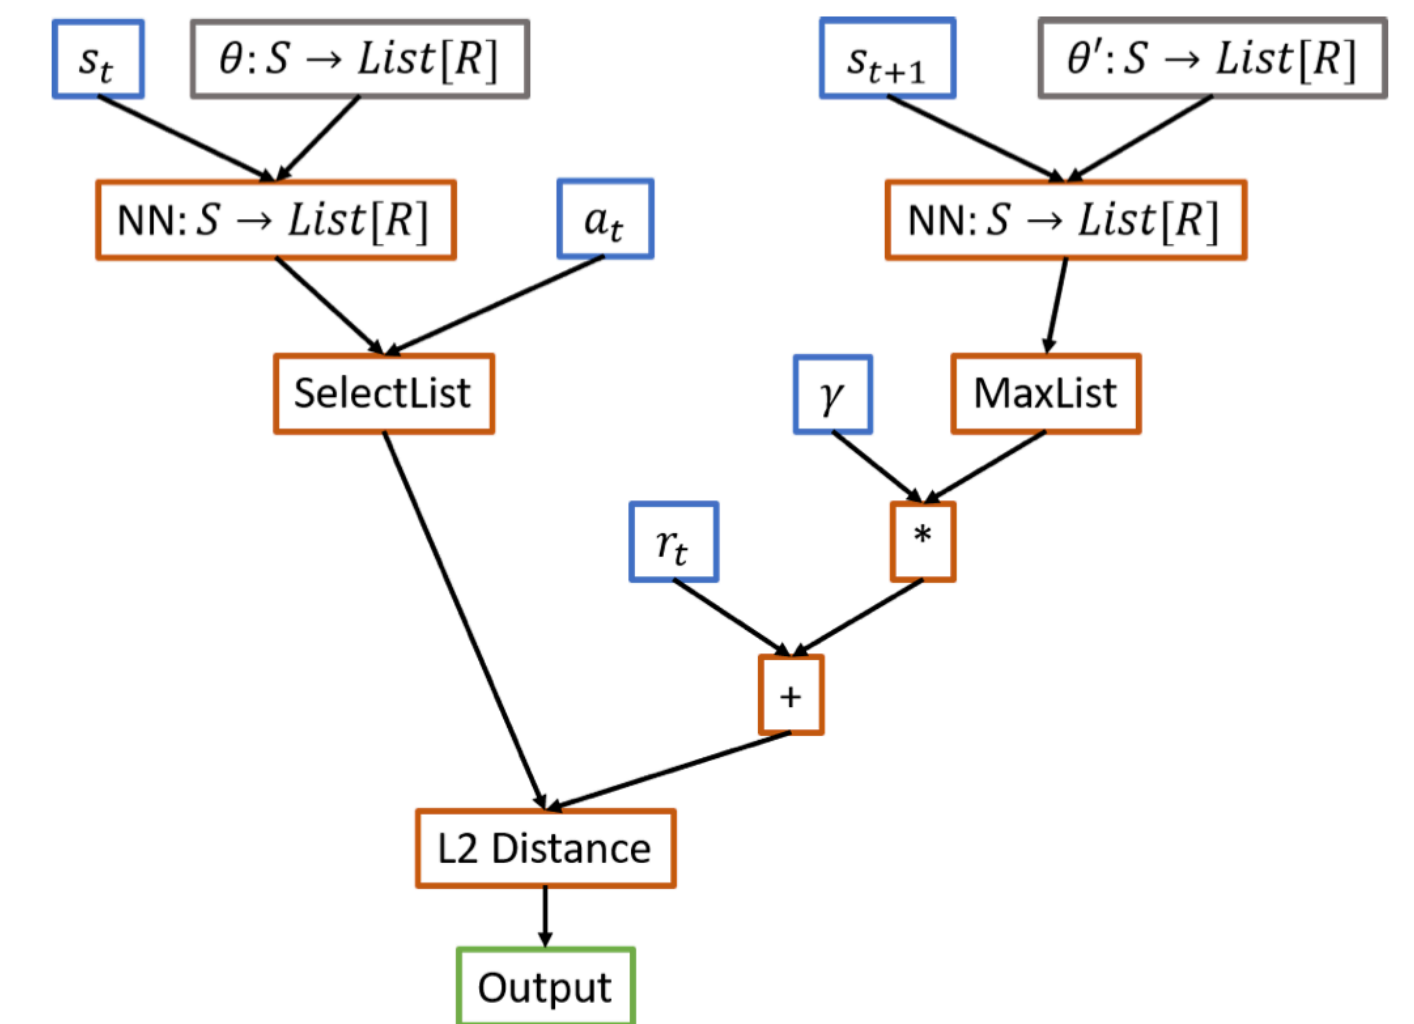 s_t
θ: S → List[R]
s_{t+1}
θ′: S → List[R]
NN: S → List[R]
a_t
NN: S → List[R]
SelectList
γ
MaxList
r_t
*
+
L2 Distance
Output